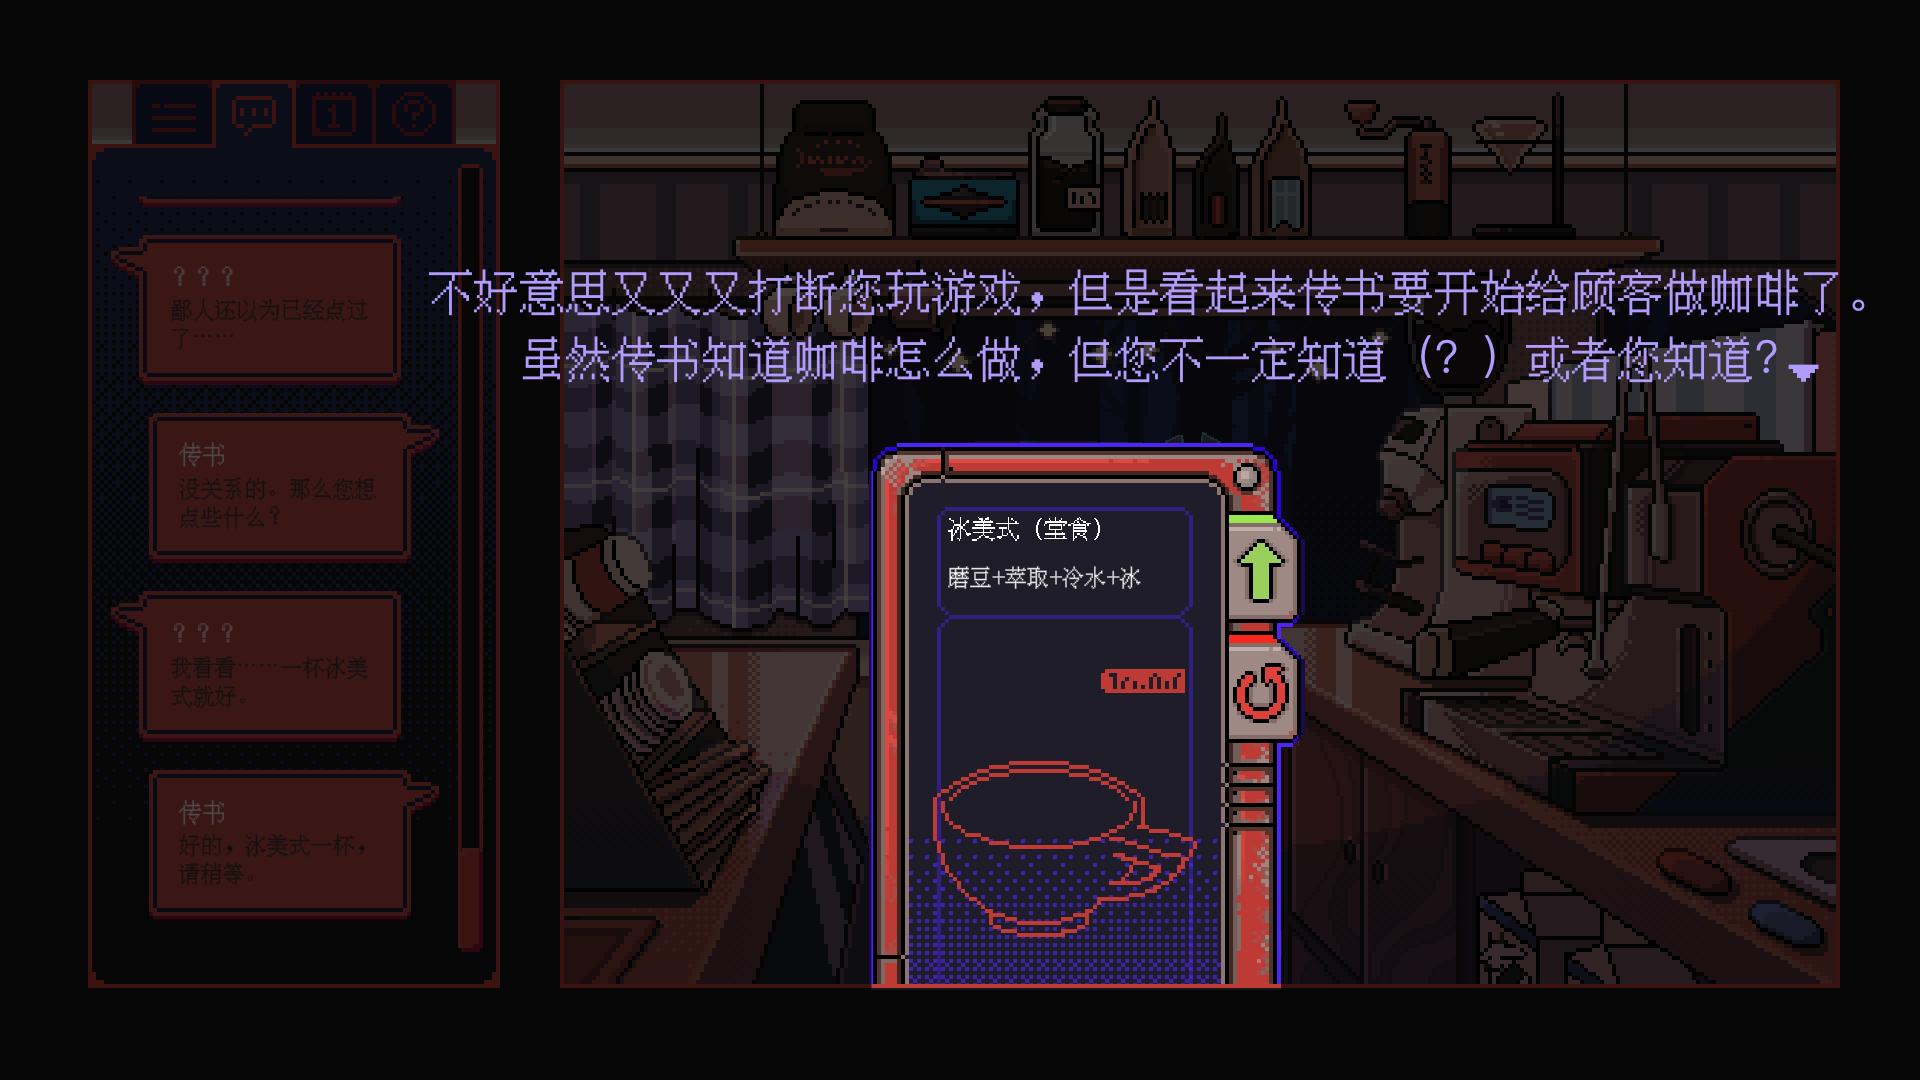 1
?
？？？
鄙人还以为已经点过
了……
传书
没关系的。那么您想
点些什么？
？？？
我看看……一杯冰美
式就好。
传书
好的，冰美式一杯，
请稍等。
不好意思又又又打断您玩游戏，但是看起来传书要开始给顾客做咖啡了。
虽然传书知道咖啡怎么做，但您不一定知道（？）或者您知道？
冰美式（堂食）
磨豆+萃取+冷水+冰